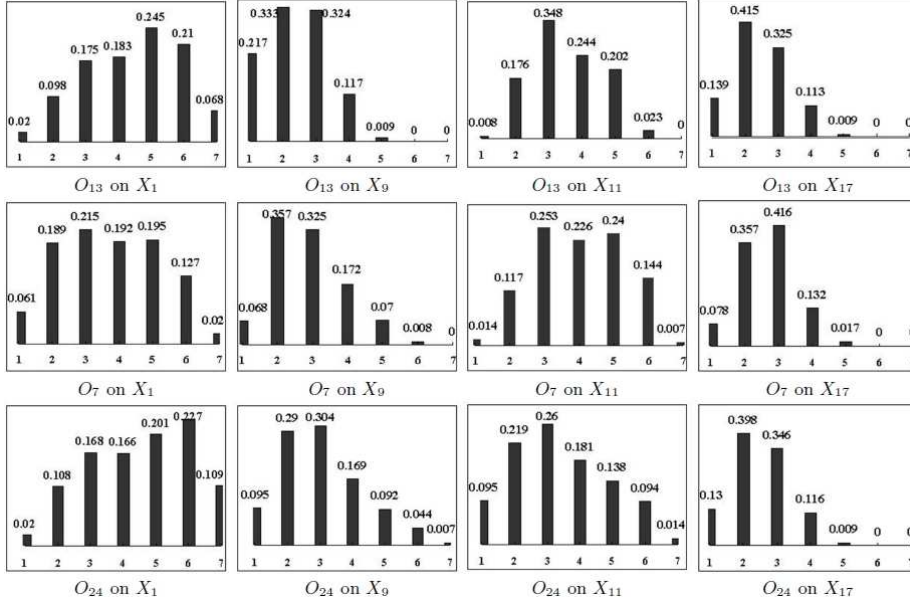 0.02 0.098 0.175 0.183 0.245 0.21 0.068
1 2 3 4 5 6 7
O13 on X1
0.217 0.333 0.324 0.117 0.009 0 0
1 2 3 4 5 6 7
O13 on X9
0.008 0.176 0.348 0.244 0.202 0.023 0
1 2 3 4 5 6 7
O13 on X11
0.139 0.415 0.325 0.113 0.009 0 0
1 2 3 4 5 6 7
O13 on X17
0.061 0.189 0.215 0.192 0.195 0.127 0.02
1 2 3 4 5 6 7
O7 on X1
0.068 0.357 0.325 0.172 0.07 0.008 0
1 2 3 4 5 6 7
O7 on X9
0.014 0.117 0.253 0.226 0.24 0.144 0.007
1 2 3 4 5 6 7
O7 on X11
0.078 0.357 0.416 0.132 0.017 0
1 2 3 4 5 6
O7 on X17
0.02 0.108 0.168 0.166 0.201 0.227 0.109
1 2 3 4 5 6 7
O24 on X1
0.095 0.29 0.304 0.169 0.092 0.044 0.007
1 2 3 4 5 6 7
O24 on X9
0.095 0.219 0.26 0.181 0.138 0.094 0.014
1 2 3 4 5 6 7
O24 on X11
0.13 0.398 0.346 0.116 0.009 0 0
1 2 3 4 5 6 7
O24 on X17